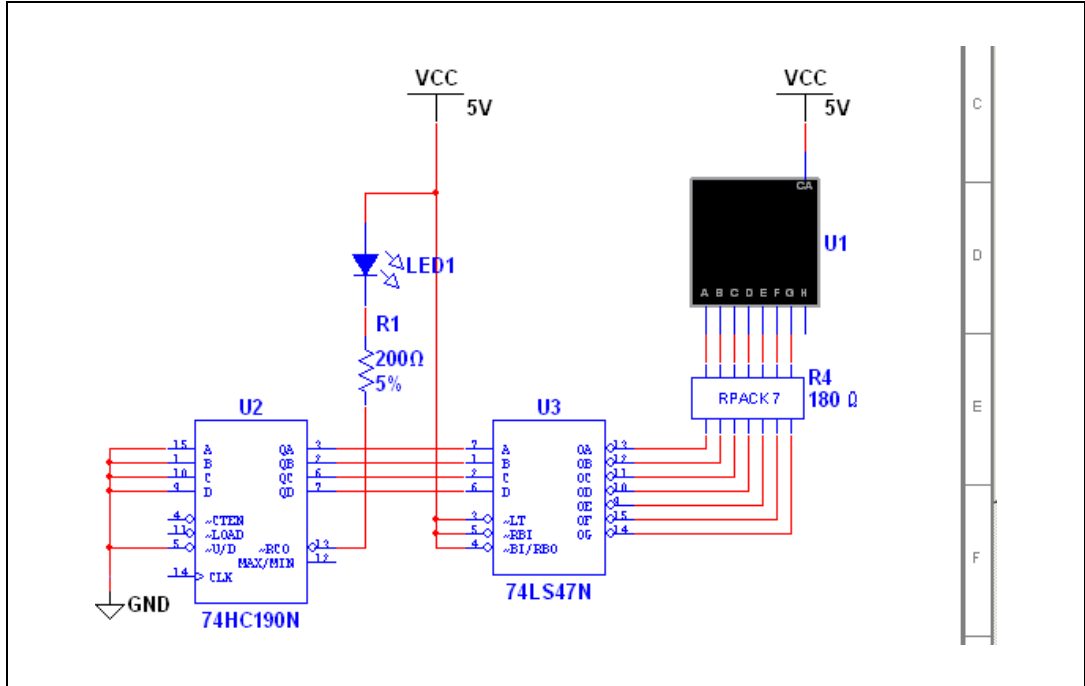 VCC
5V
VCC
5V
C
CA
U1
D
LED1
A B C D E F G H
R1
200Ω
5%
R4
180 Ω
RPACK7
E
U2
U3
15 A QA 3
1 B QB 2
10 C QC 6
9 D QD 7
4 ~CTEN
11 ~LOAD
5 ~U/D ~RCO 13
MAX/MIN 12
14 CLK
7 A OA 13
1 B OB 12
2 C OC 11
6 D OD 10
OE 9
3 ~LT OF 15
5 ~RBI OG 14
4 ~BI/RBO
F
74LS47N
GND
74HC190N